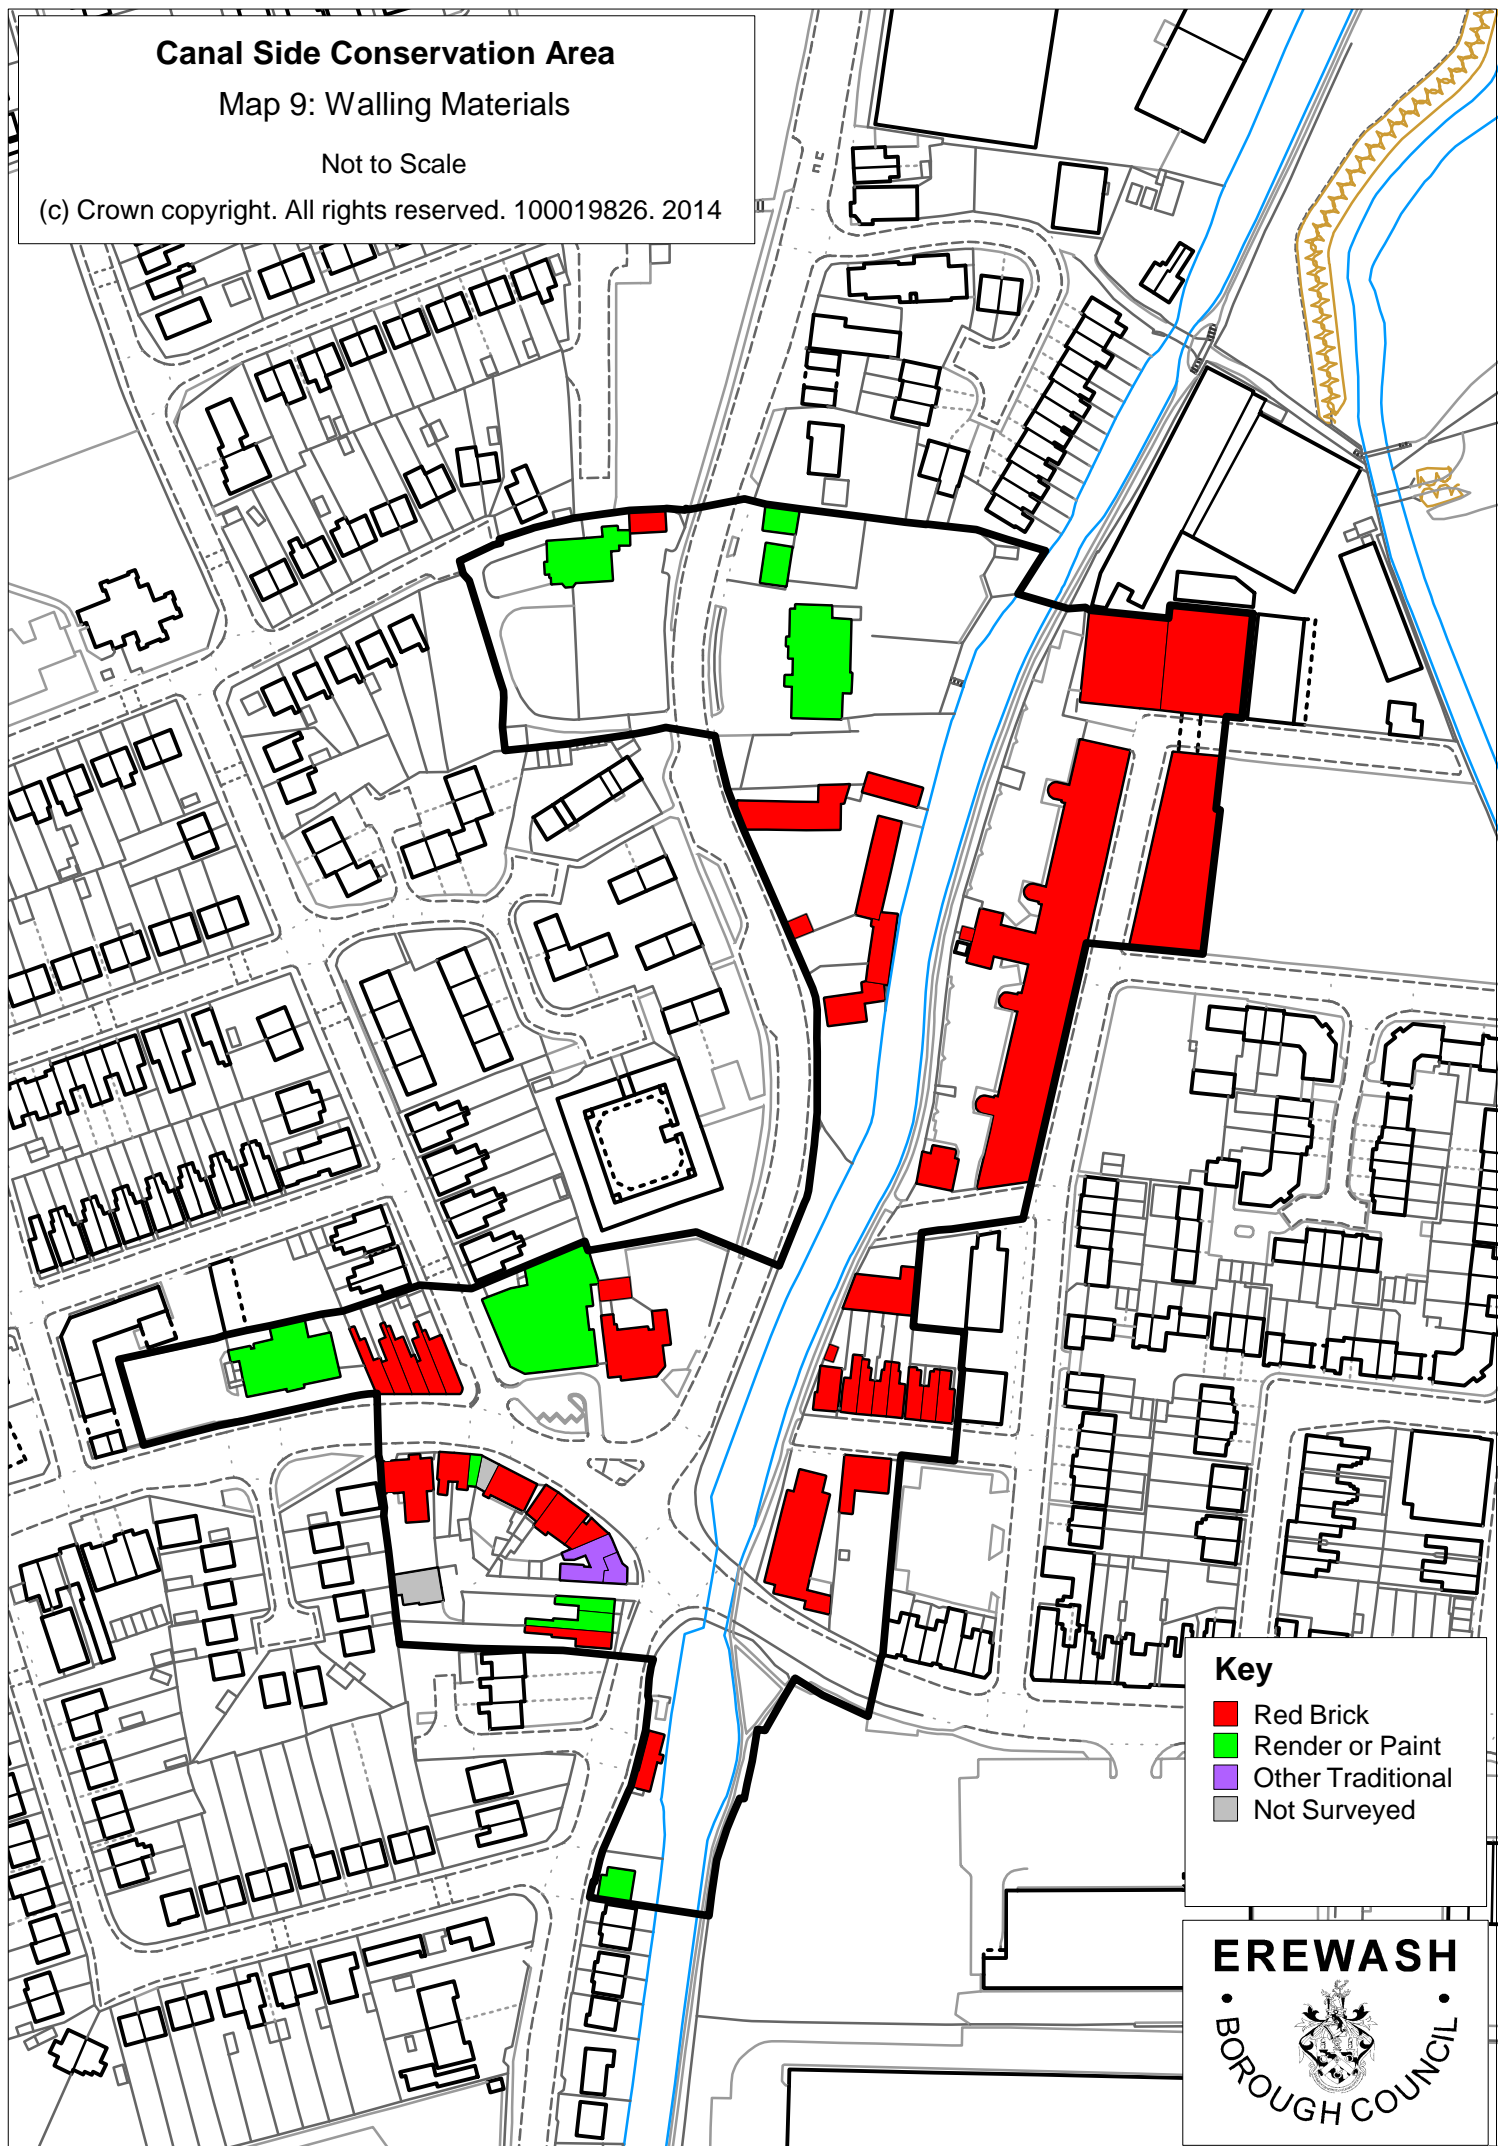 Canal Side Conservation Area
Map 9: Walling Materials
Not to Scale
(c) Crown copyright. All rights reserved. 100019826. 2014
Key
Red Brick
Render or Paint
Other Traditional
Not Surveyed
EREWASH
• BOROUGH COUNCIL •